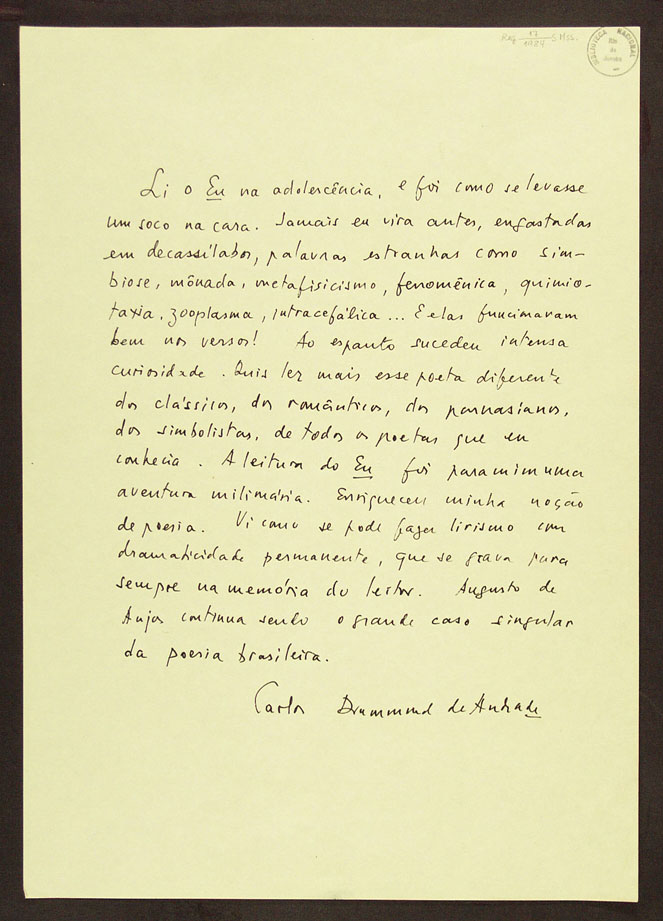 Reg 17
1984 S Mss.
BIBLIOTECA NACIONAL
Rio
de
Janeiro
Li o Eu na adolescência, e foi como se levasse
um soco na cara. Jamais eu vira antes, engastadas
em decassílabos, palavras estranhas como sim-
biose, mônada, metafisicismo, fenomênica, quimio-
taxia, zooplasma, intracefálica... E elas funcionavam
bem nos versos! Ao espanto sucedeu intensa
curiosidade. Quis ler mais esse poeta diferente
dos clássicos, dos românticos, dos parnasianos,
dos simbolistas, de todos os poetas que eu
conhecia. A leitura do Eu foi para mim uma
aventura milimária. Enriqueceu minha noção
de poesia. Vi como se pode fazer lirismo com
dramaticidade permanente, que se grava para
sempre na memória do leitor. Augusto de
Anjos continua sendo o grande caso singular
da poesia brasileira.
Carlos Drummond de Andrade